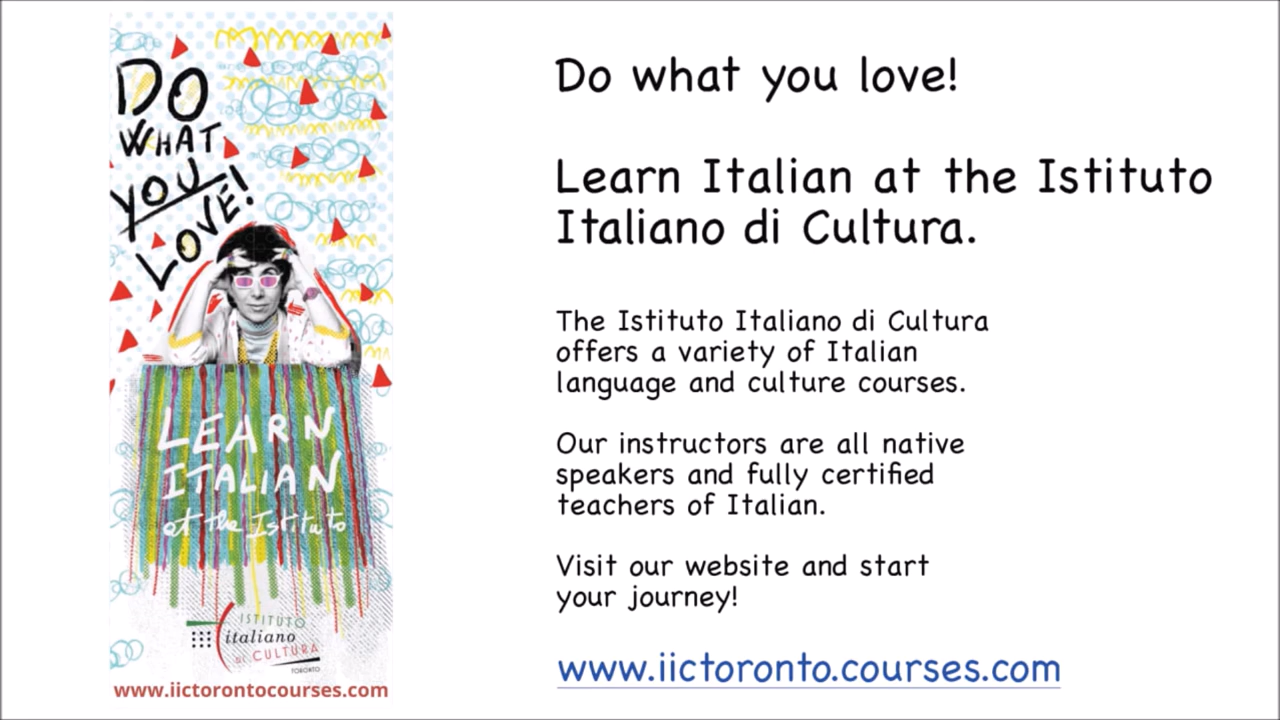 DO
WHAT
YOU
LOVE!
LEARN
ITALIAN
at the Istituto
ISTITUTO
italiano
DI CULTURA
TORONTO
www.iictorontocourses.com
Do what you love!
Learn Italian at the Istituto
Italiano di Cultura.
The Istituto Italiano di Cultura
offers a variety of Italian
language and culture courses.
Our instructors are all native
speakers and fully certified
teachers of Italian.
Visit our website and start
your journey!
www.iictoronto.courses.com